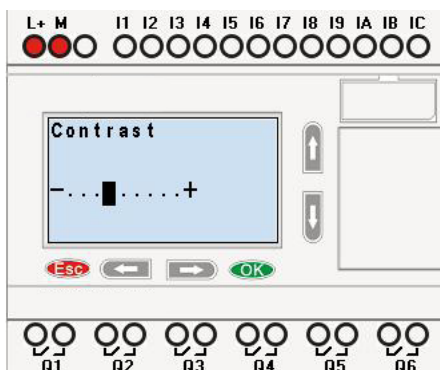 L+ M I1 I2 I3 I4 I5 I6 I7 I8 I9 IA IB IC
Contrast
-...█.....+
Esc OK
Q1 Q2 Q3 Q4 Q5 Q6